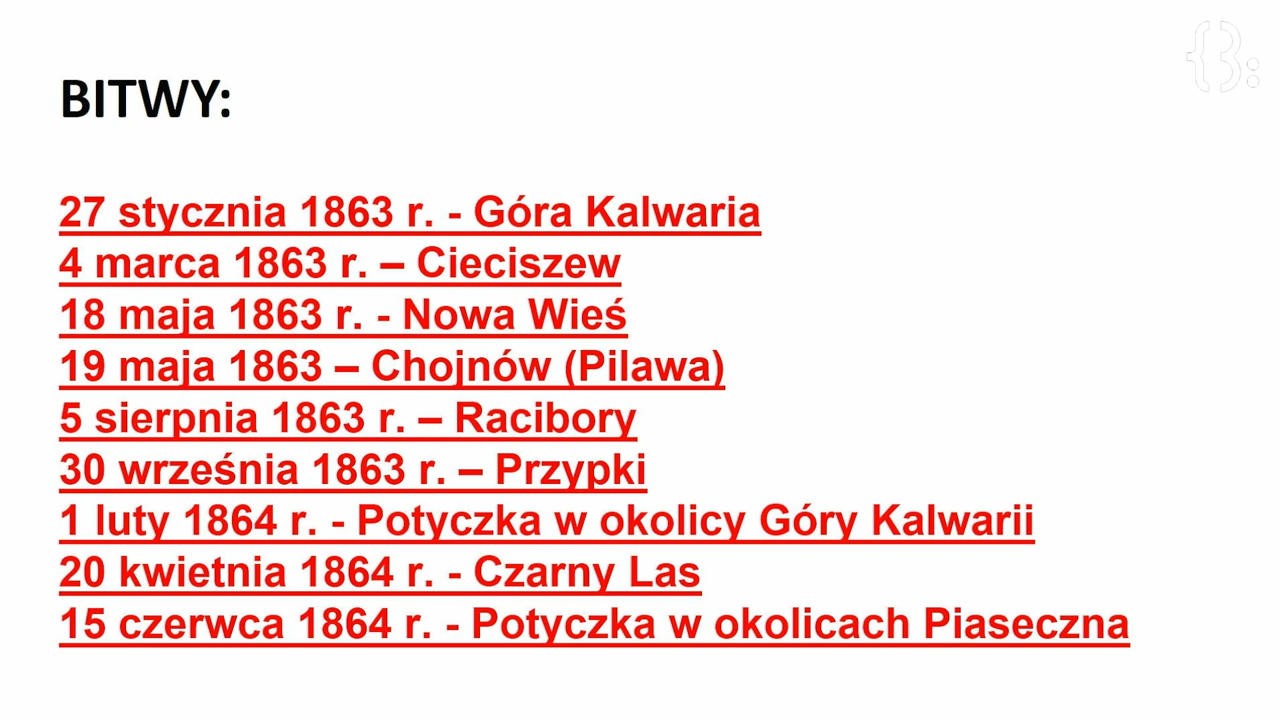 BITWY:
27 stycznia 1863 r. - Góra Kalwaria
4 marca 1863 r. – Cieciszew
18 maja 1863 r. - Nowa Wieś
19 maja 1863 – Chojnów (Pilawa)
5 sierpnia 1863 r. – Racibory
30 września 1863 r. – Przypki
1 luty 1864 r. - Potyczka w okolicy Góry Kalwarii
20 kwietnia 1864 r. - Czarny Las
15 czerwca 1864 r. - Potyczka w okolicach Piaseczna